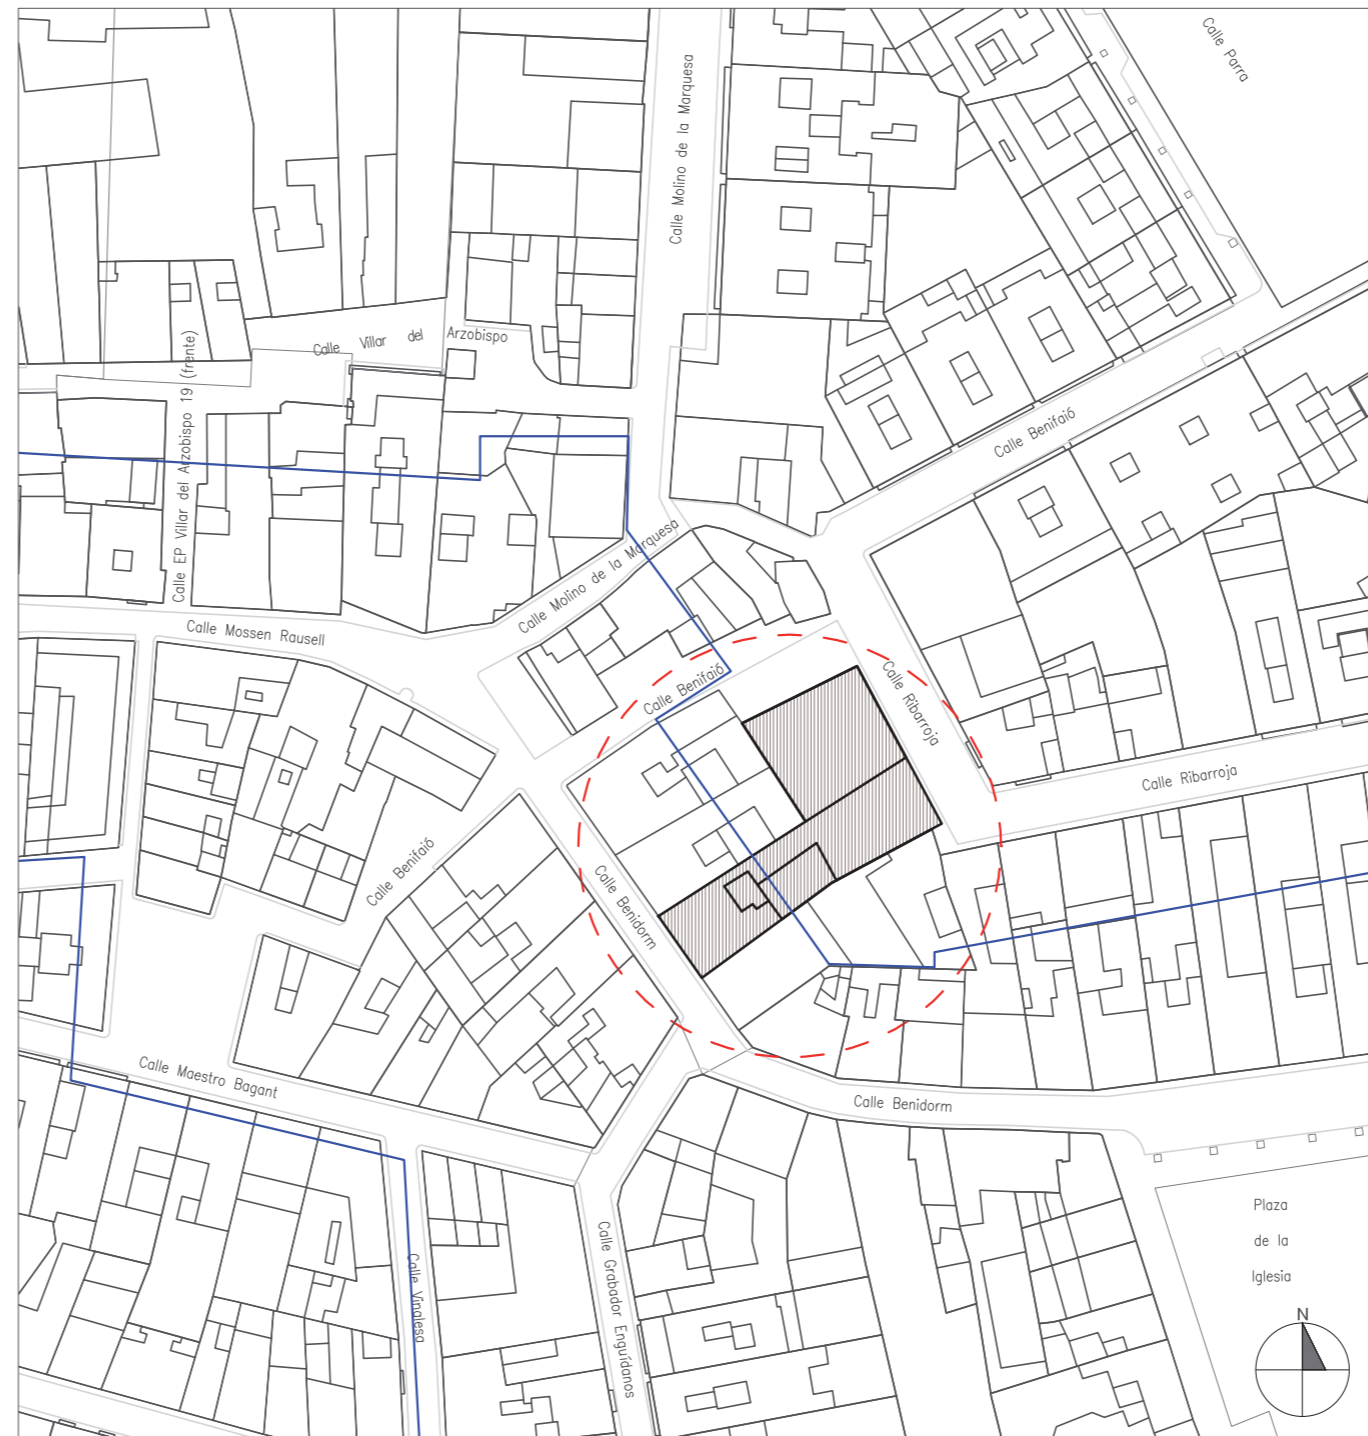 Calle Parra
Calle Molino de la Marquesa
Calle Villar del Arzobispo
Calle EP Villar del Arzobispo 19 (frente)
Calle Benifaió
Calle Molino de la Marquesa
Calle Mossen Rausell
Calle Benifaió
Calle Ribarroja
Calle Ribarroja
Calle Benifaió
Calle Benidorm
Calle Maestro Bagant
Calle Benidorm
Plaza
de la
Iglesia
Calle Vinalesa
Calle Grabador Enguídanos
N